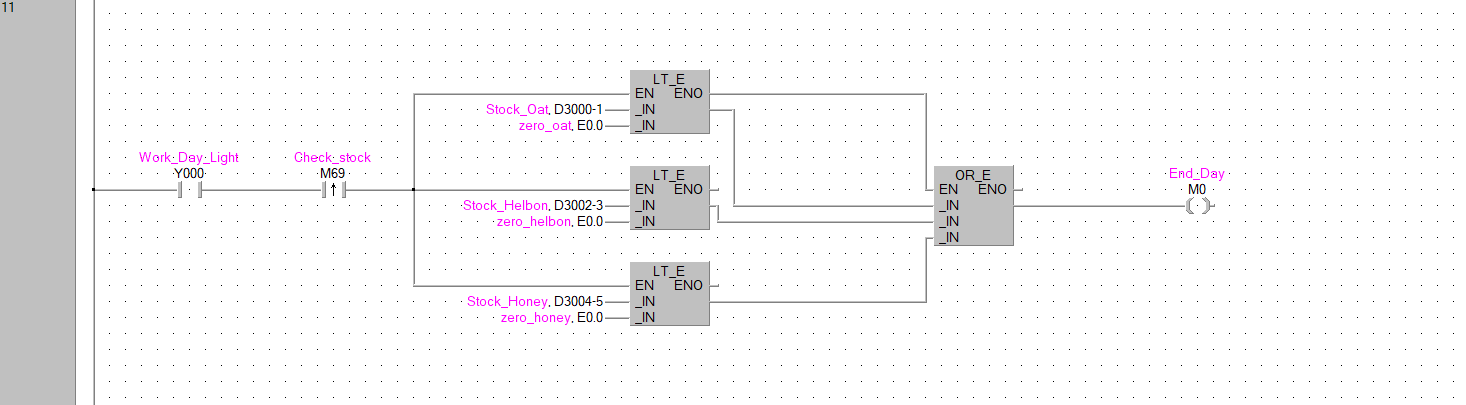 11
LT_E
EN ENO
Stock_Oat, D3000-1 _IN
zero_oat, E0.0 _IN
Work_Day_Light
Y000
Check_stock
M69
LT_E
EN ENO
Stock_Helbon, D3002-3 _IN
zero_helbon, E0.0 _IN
OR_E
EN ENO
_IN
_IN
_IN
End_Day
M0
LT_E
EN ENO
Stock_Honey, D3004-5 _IN
zero_honey, E0.0 _IN